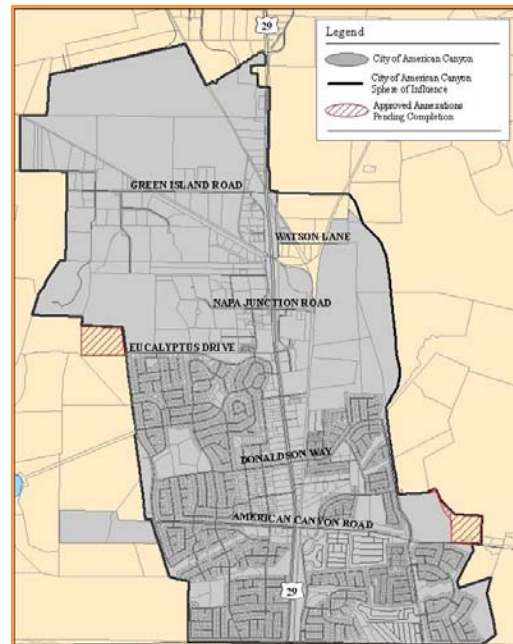 29
Legend
City of American Canyon
City of American Canyon
Sphere of Influence
Approved Annexations
Pending Completion
GREEN ISLAND ROAD
WATSON LANE
NAPA JUNCTION ROAD
EUCALYPTUS DRIVE
DONALDSON WAY
AMERICAN CANYON ROAD
29